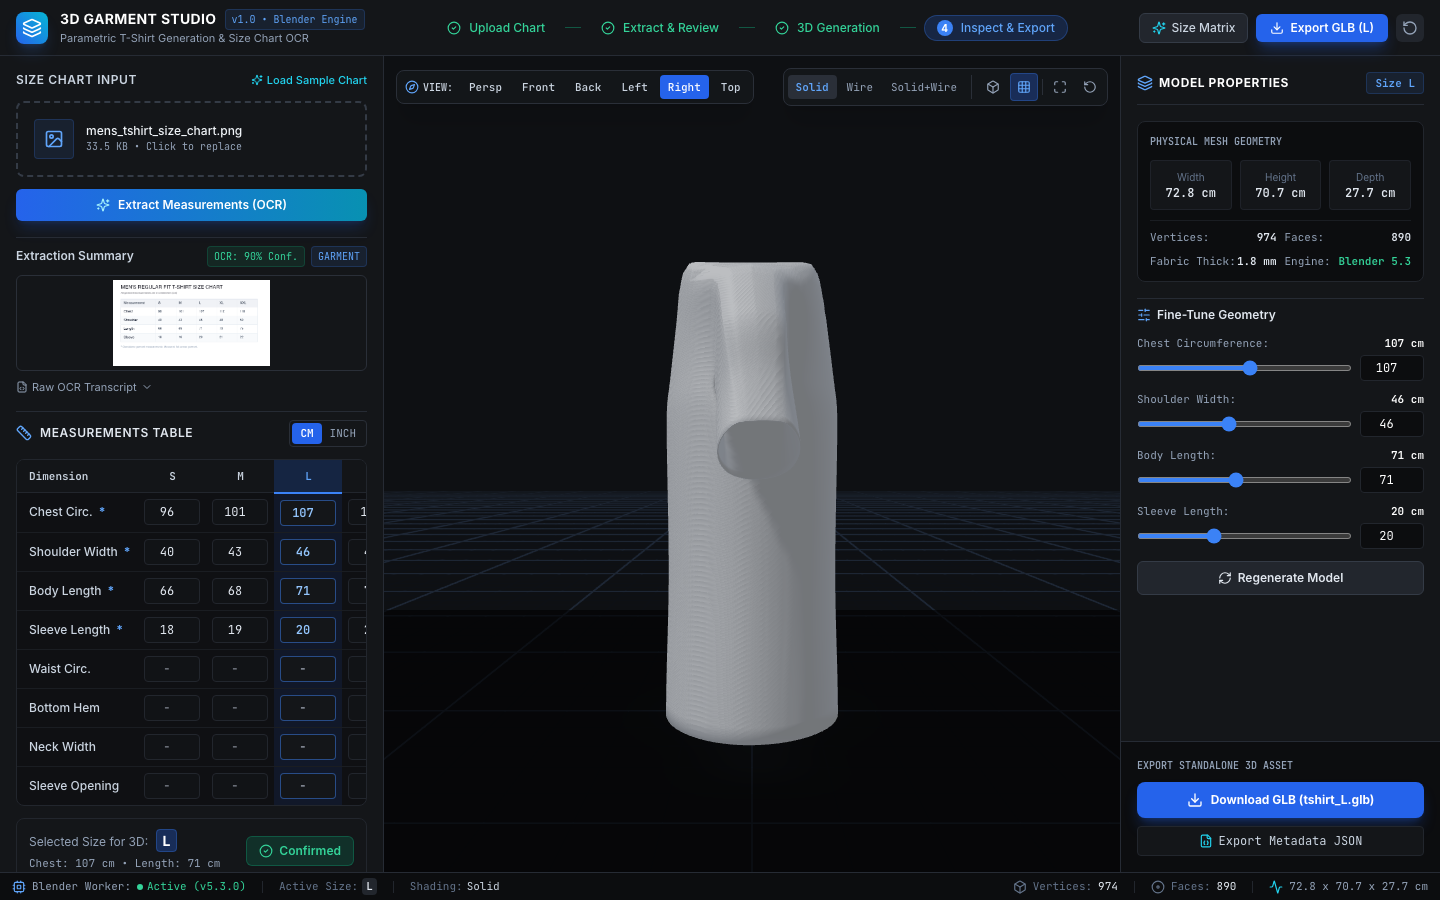 3D GARMENT STUDIO v1.0 • Blender Engine
Parametric T-Shirt Generation & Size Chart OCR
Upload Chart
Extract & Review
3D Generation
4 Inspect & Export
Size Matrix
Export GLB (L)
SIZE CHART INPUT
Load Sample Chart
mens_tshirt_size_chart.png
33.5 KB • Click to replace
Extract Measurements (OCR)
Extraction Summary
OCR: 90% Conf.
GARMENT
MEN'S REGULAR FIT T-SHIRT SIZE CHART
Raw OCR Transcript
MEASUREMENTS TABLE
CM INCH
Dimension S M L
Chest Circ. * 96 101 107
Shoulder Width * 40 43 46
Body Length * 66 68 71
Sleeve Length * 18 19 20
Waist Circ. - - -
Bottom Hem - - -
Neck Width - - -
Sleeve Opening - - -
Selected Size for 3D: L
Chest: 107 cm • Length: 71 cm
Confirmed
VIEW: Persp Front Back Left Right Top
Solid Wire Solid+Wire
MODEL PROPERTIES
Size L
PHYSICAL MESH GEOMETRY
Width Height Depth
72.8 cm 70.7 cm 27.7 cm
Vertices: 974 Faces: 890
Fabric Thick: 1.8 mm Engine: Blender 5.3
Fine-Tune Geometry
Chest Circumference: 107 cm
107
Shoulder Width: 46 cm
46
Body Length: 71 cm
71
Sleeve Length: 20 cm
20
Regenerate Model
EXPORT STANDALONE 3D ASSET
Download GLB (tshirt_L.glb)
Export Metadata JSON
Blender Worker: Active (v5.3.0)
Active Size: L
Shading: Solid
Vertices: 974
Faces: 890
72.8 x 70.7 x 27.7 cm